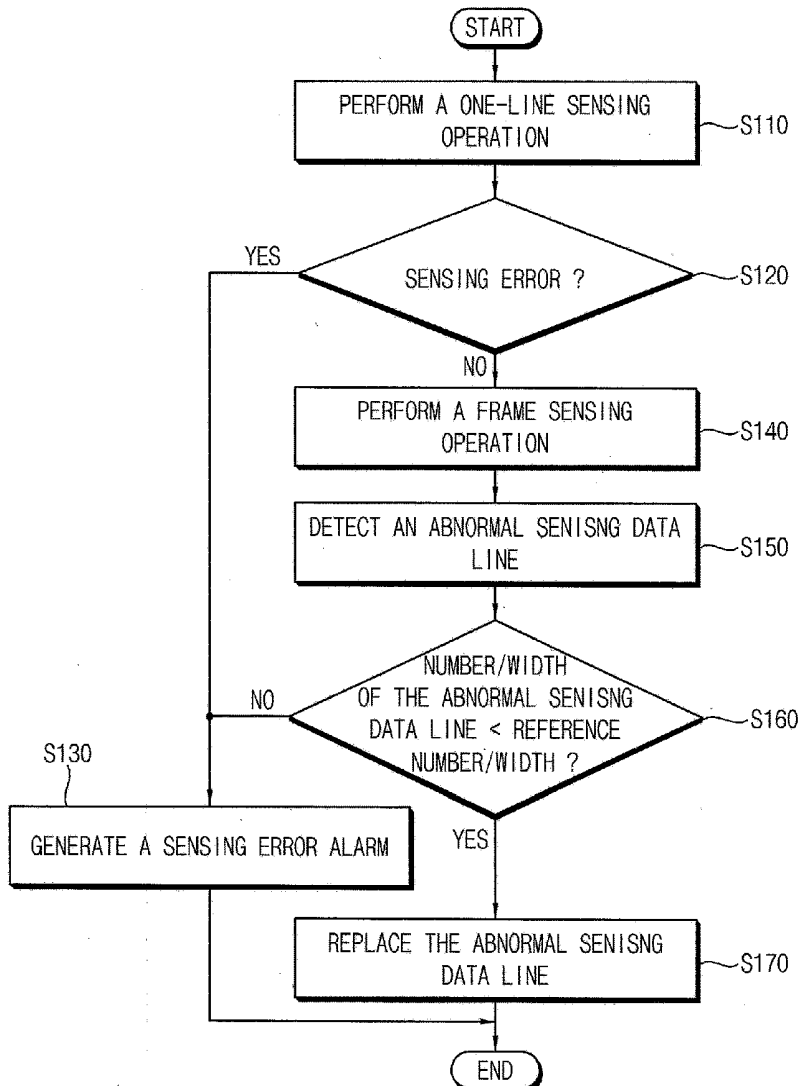 START
PERFORM A ONE-LINE SENSING
OPERATION
S110
YES
SENSING ERROR ?
S120
NO
PERFORM A FRAME SENSING
OPERATION
S140
DETECT AN ABNORMAL SENISNG DATA
LINE
S150
NUMBER/WIDTH
OF THE ABNORMAL SENISNG
DATA LINE < REFERENCE
NUMBER/WIDTH ?
NO
S160
S130
GENERATE A SENSING ERROR ALARM
YES
REPLACE THE ABNORMAL SENISNG
DATA LINE
S170
END